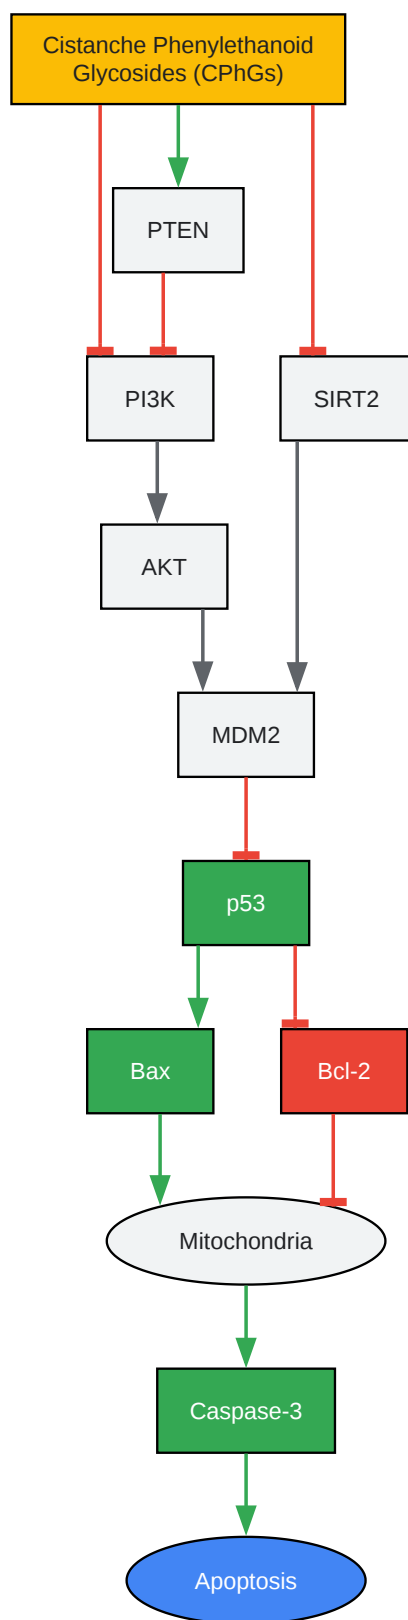 Cistanche Phenylethanoid
Glycosides (CPhGs)
PTEN
PI3K
SIRT2
AKT
MDM2
p53
Bax
Bcl-2
Mitochondria
Caspase-3
Apoptosis